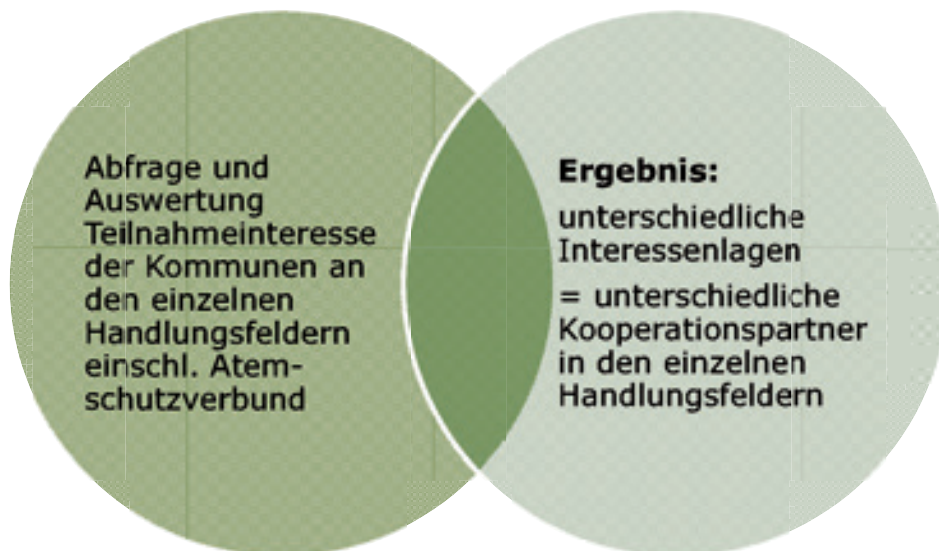 Abfrage und
Auswertung
Teilnahmeinteresse
der Kommunen an
den einzelnen
Handlungsfeldern
einschl. Atem-
schutzverbund
Ergebnis:
unterschiedliche
Interessenlagen
= unterschiedliche
Kooperationspartner
in den einzelnen
Handlungsfeldern